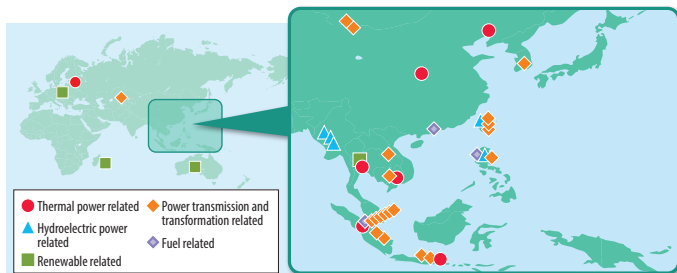 Thermal power related
Hydroelectric power
related
Renewable related
Power transmission and
transformation related
Fuel related